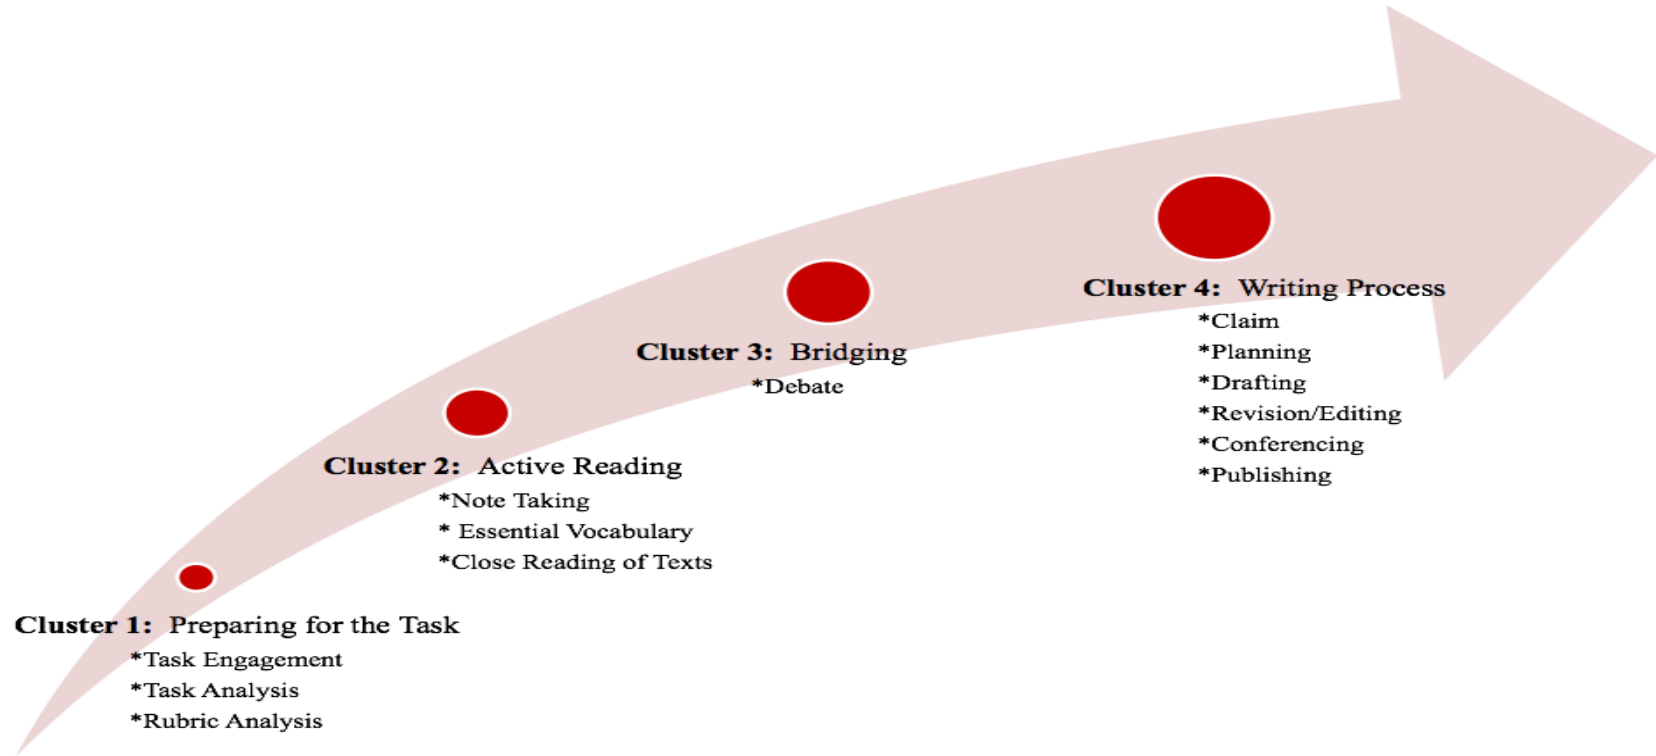 Cluster 1: Preparing for the Task
*Task Engagement
*Task Analysis
*Rubric Analysis
Cluster 2: Active Reading
*Note Taking
* Essential Vocabulary
*Close Reading of Texts
Cluster 3: Bridging
*Debate
Cluster 4: Writing Process
*Claim
*Planning
*Drafting
*Revision/Editing
*Conferencing
*Publishing